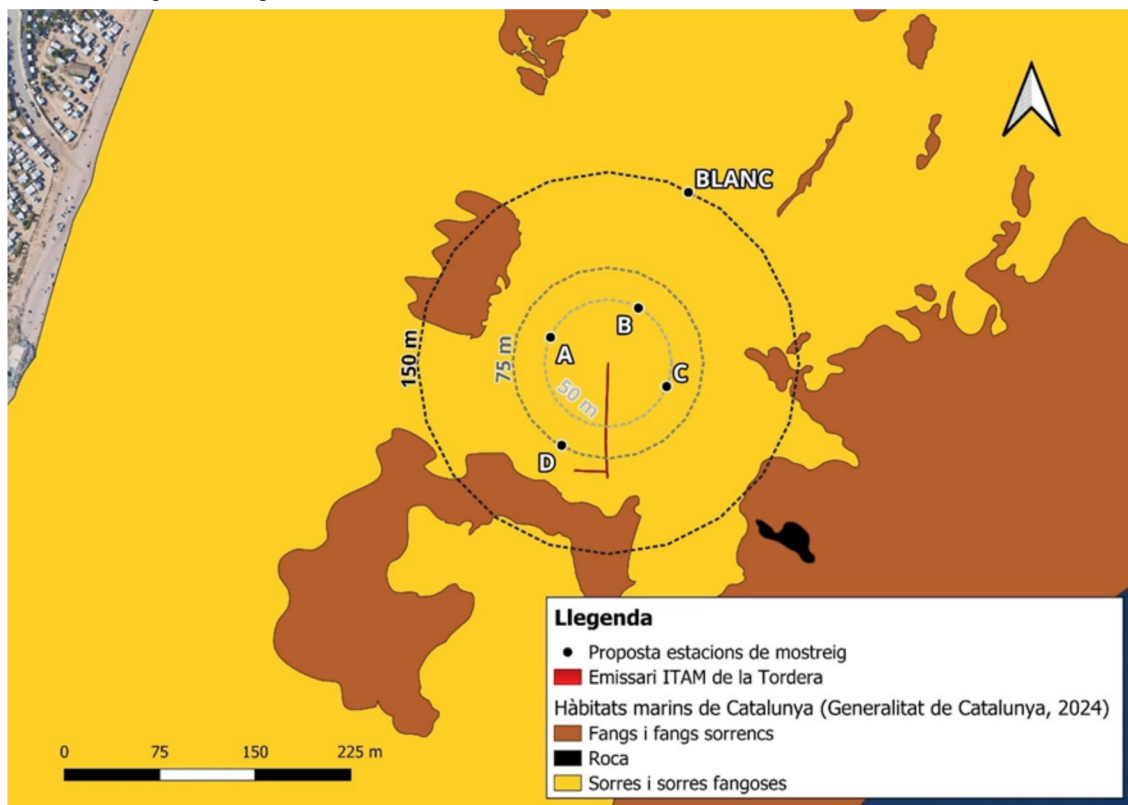 BLANC
B
A
C
150 m
75 m
50 m
D
Llegenda
Proposta estacions de mostreig
Emissari ITAM de la Tordera
Hàbitats marins de Catalunya (Generalitat de Catalunya, 2024)
Fangs i fangs sorrencs
Roca
Sorres i sorres fangoses
0 75 150 225 m